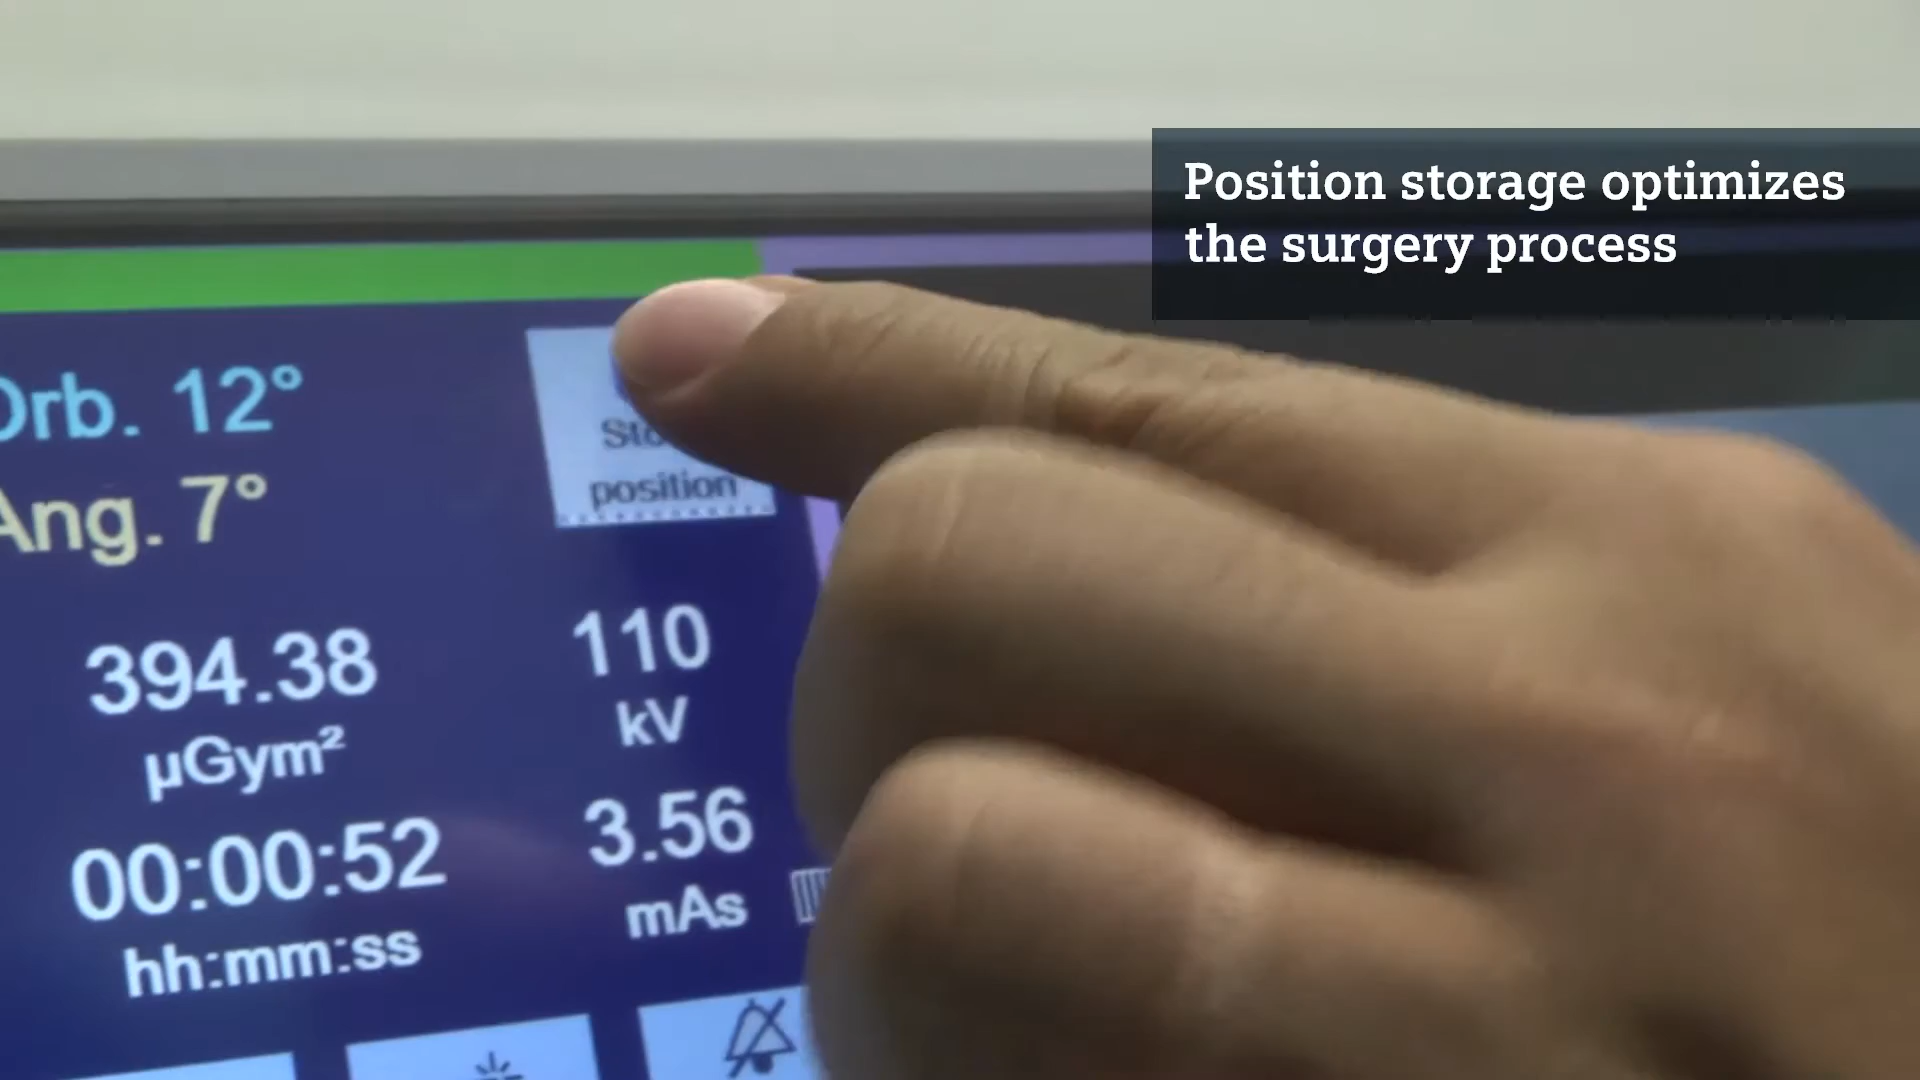 Position storage optimizes
the surgery process
Orb. 12°
Ang. 7°
position
394.38
µGym²
110
kV
00:00:52
hh:mm:ss
3.56
mAs